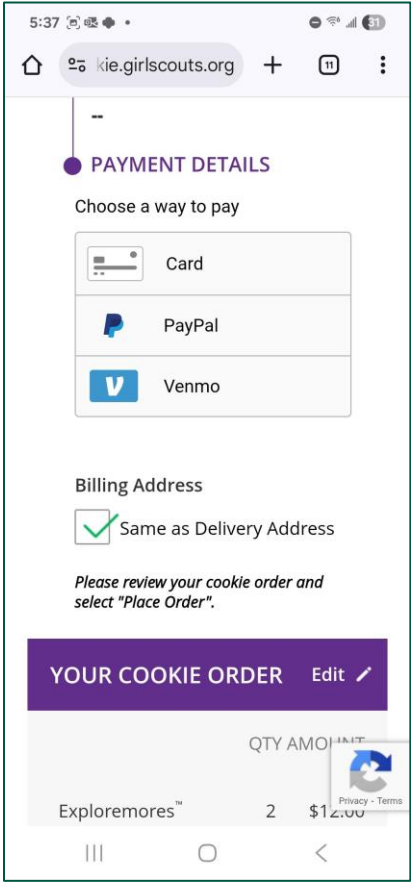 5:37
31
kie.girlscouts.org
11
--
PAYMENT DETAILS
Choose a way to pay
Card
PayPal
Venmo
Billing Address
Same as Delivery Address
Please review your cookie order and
select "Place Order".
YOUR COOKIE ORDER Edit
QTY AMOUNT
Privacy - Terms
Exploremores™ 2 $12.00